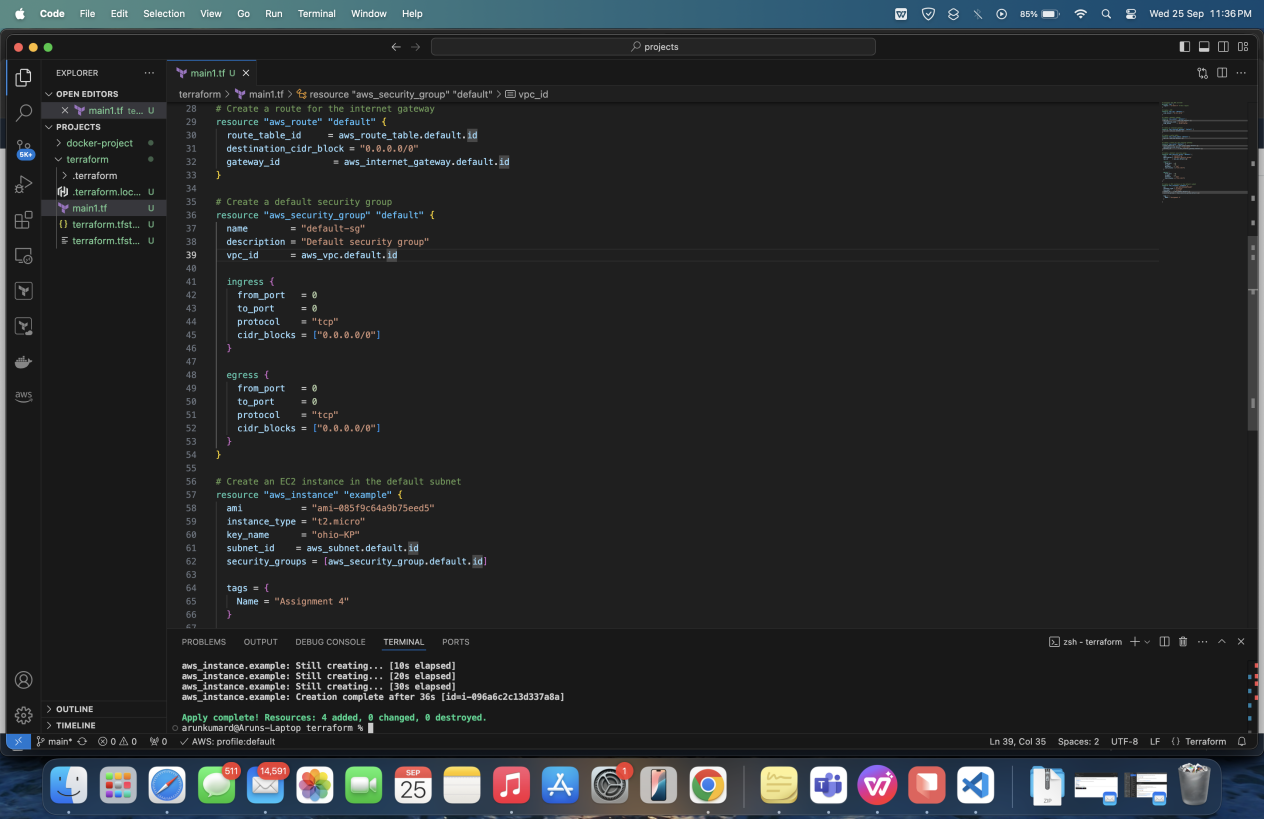 Code File Edit Selection View Go Run Terminal Window Help 85% Wed 25 Sep 11:36 PM
projects
EXPLORER
OPEN EDITORS
main1.tf te... U
PROJECTS
docker-project
terraform
.terraform
.terraform.loc... U
main1.tf U
terraform.tfst... U
terraform.tfst... U
OUTLINE
TIMELINE
5K+
aws
main1.tf U
terraform > main1.tf > resource "aws_security_group" "default" > vpc_id
28 # Create a route for the internet gateway
29 resource "aws_route" "default" {
30 route_table_id = aws_route_table.default.id
31 destination_cidr_block = "0.0.0.0/0"
32 gateway_id = aws_internet_gateway.default.id
33 }
34
35 # Create a default security group
36 resource "aws_security_group" "default" {
37 name = "default-sg"
38 description = "Default security group"
39 vpc_id = aws_vpc.default.id
40
41 ingress {
42 from_port = 0
43 to_port = 0
44 protocol = "tcp"
45 cidr_blocks = ["0.0.0.0/0"]
46 }
47
48 egress {
49 from_port = 0
50 to_port = 0
51 protocol = "tcp"
52 cidr_blocks = ["0.0.0.0/0"]
53 }
54 }
55
56 # Create an EC2 instance in the default subnet
57 resource "aws_instance" "example" {
58 ami = "ami-085f9c64a9b75eed5"
59 instance_type = "t2.micro"
60 key_name = "ohio-KP"
61 subnet_id = aws_subnet.default.id
62 security_groups = [aws_security_group.default.id]
63
64 tags = {
65 Name = "Assignment 4"
66 }
67
PROBLEMS OUTPUT DEBUG CONSOLE TERMINAL PORTS zsh - terraform
aws_instance.example: Still creating... [10s elapsed]
aws_instance.example: Still creating... [20s elapsed]
aws_instance.example: Still creating... [30s elapsed]
aws_instance.example: Creation complete after 36s [id=i-096a6c2c13d337a8a]
Apply complete! Resources: 4 added, 0 changed, 0 destroyed.
arunkumard@Aruns-Laptop terraform %
main* 0 0 0 AWS: profile:default Ln 39, Col 35 Spaces: 2 UTF-8 LF {} Terraform
511 14,591 SEP 25 1 ZIP